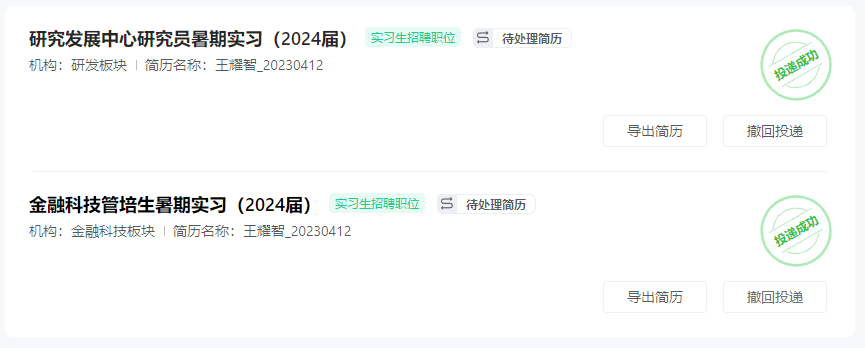 研究发展中心研究员暑期实习（2024届） 实习生招聘职位 待处理简历
机构：研发板块 | 简历名称：王耀智_20230412
投递成功
导出简历 撤回投递
金融科技管培生暑期实习（2024届） 实习生招聘职位 待处理简历
机构：金融科技板块 | 简历名称：王耀智_20230412
投递成功
导出简历 撤回投递